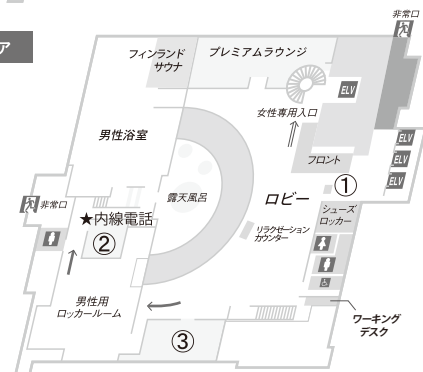 非常口
ア
フィンランド
サウナ
プレミアムラウンジ
ELV
女性専用入口
男性浴室
フロント
ELV
ELV
ELV
①
露天風呂
ロビー
非常口
★内線電話
②
シューズ
ロッカー
リラクゼーション
カウンター
男性用
ロッカールーム
③
ワーキング
デスク